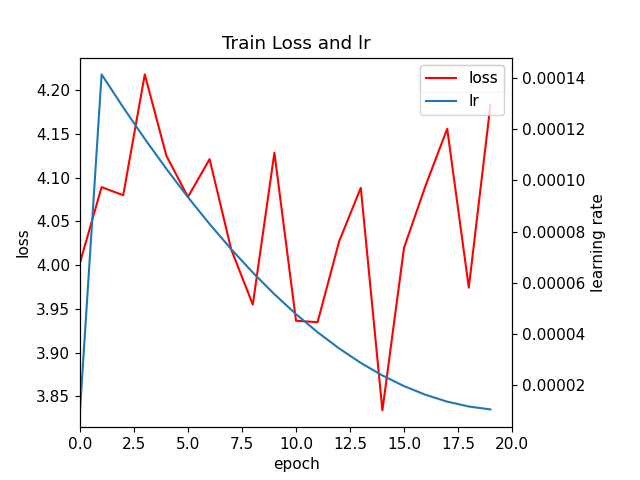 Train Loss and lr
loss
lr
4.20
4.15
4.10
4.05
4.00
3.95
3.90
3.85
loss
0.00014
0.00012
0.00010
0.00008
0.00006
0.00004
0.00002
learning rate
0.0 2.5 5.0 7.5 10.0 12.5 15.0 17.5 20.0
epoch